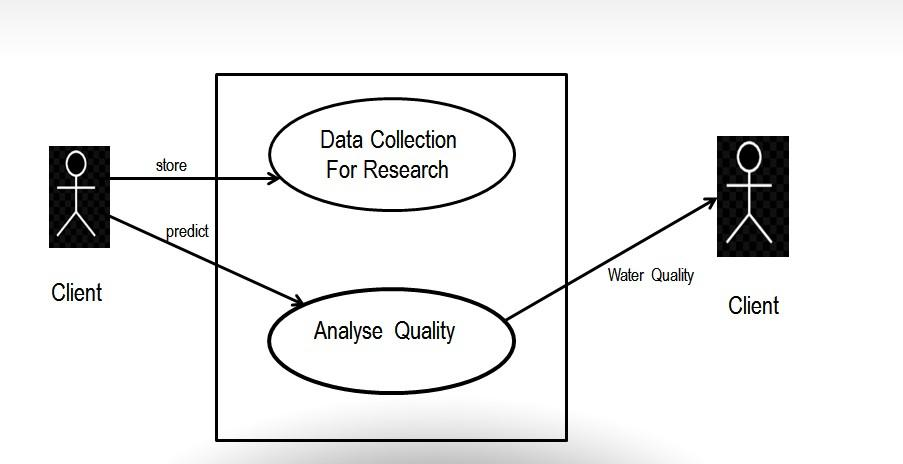 Data Collection
For Research
store
predict
Client
Analyse Quality
Water Quality
Client